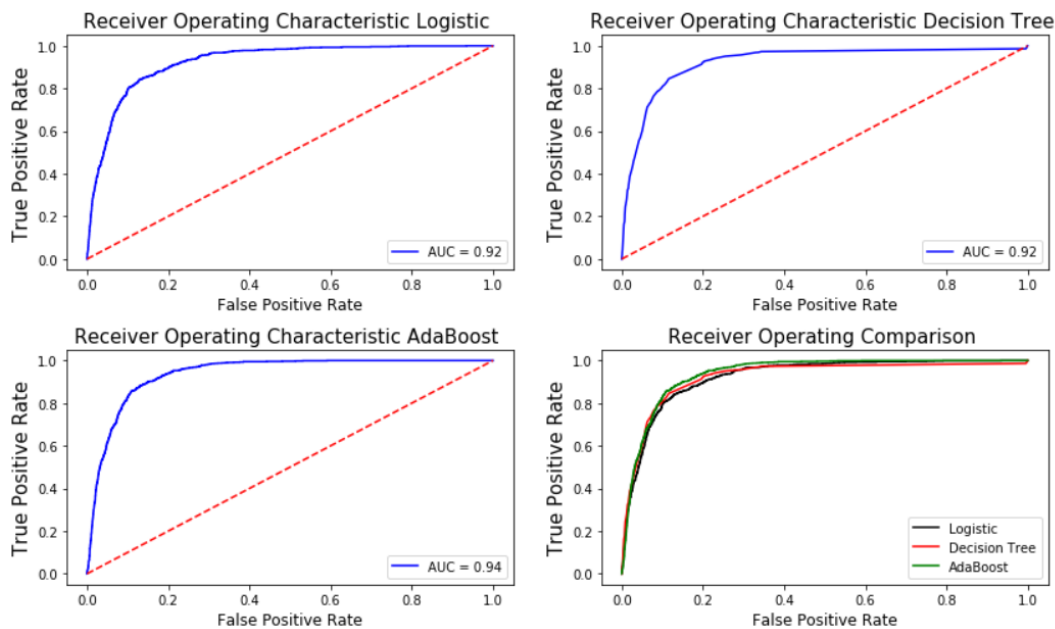 Receiver Operating Characteristic Logistic
True Positive Rate
1.0
0.8
0.6
0.4
0.2
0.0
AUC = 0.92
0.0 0.2 0.4 0.6 0.8 1.0
False Positive Rate
Receiver Operating Characteristic Decision Tree
True Positive Rate
1.0
0.8
0.6
0.4
0.2
0.0
AUC = 0.92
0.0 0.2 0.4 0.6 0.8 1.0
False Positive Rate
Receiver Operating Characteristic AdaBoost
True Positive Rate
1.0
0.8
0.6
0.4
0.2
0.0
AUC = 0.94
0.0 0.2 0.4 0.6 0.8 1.0
False Positive Rate
Receiver Operating Comparison
True Positive Rate
1.0
0.8
0.6
0.4
0.2
0.0
Logistic
Decision Tree
AdaBoost
0.0 0.2 0.4 0.6 0.8 1.0
False Positive Rate